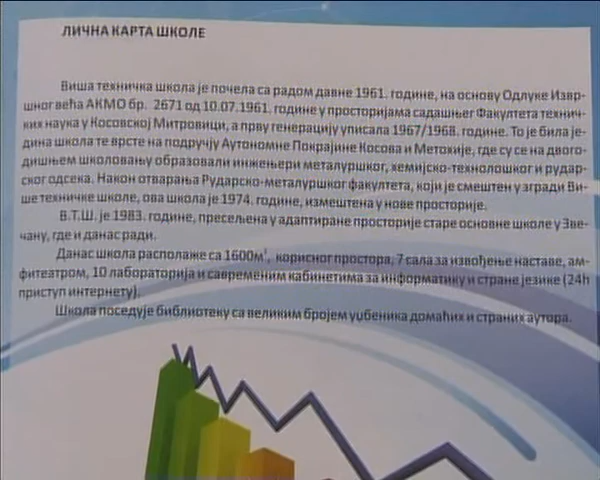 ЛИЧНА КАРТА ШКОЛЕ
Виша техничка школа је почела са радом давне 1961. године, на основу Одлуке Извр-
шног већа АКМО бр. 2671 од 10.07.1961. године у просторијама садашњег Факултета технич-
ких наука у Косовској Митровици, а прву генерацију уписала 1967/1968. године. То је била је-
дина школа те врсте на подручју Аутономне Покрајине Косова и Метохије, где су се на двого-
дишњем школовању образовали инжењери металуршког, хемијско-технолошког и рудар-
ског одсека. Након отварања Рударско-металуршког факултета, који је смештен у згради Ви-
ше техничке школе, ова школа је 1974. године, измештена у нове просторије.
В.Т.Ш. је 1983. године, пресељена у адаптиране просторије старе основне школе у Зве-
чану, где и данас ради.
Данас школа располаже са 1600м², корисног простора, 7 сала за извођење наставе, ам-
фитеатром, 10 лабораторија и савременим кабинетима за информатику и стране језике (24h
приступ интернету).
Школа поседује библиотеку са великим бројем уџбеника домаћих и страних аутора.